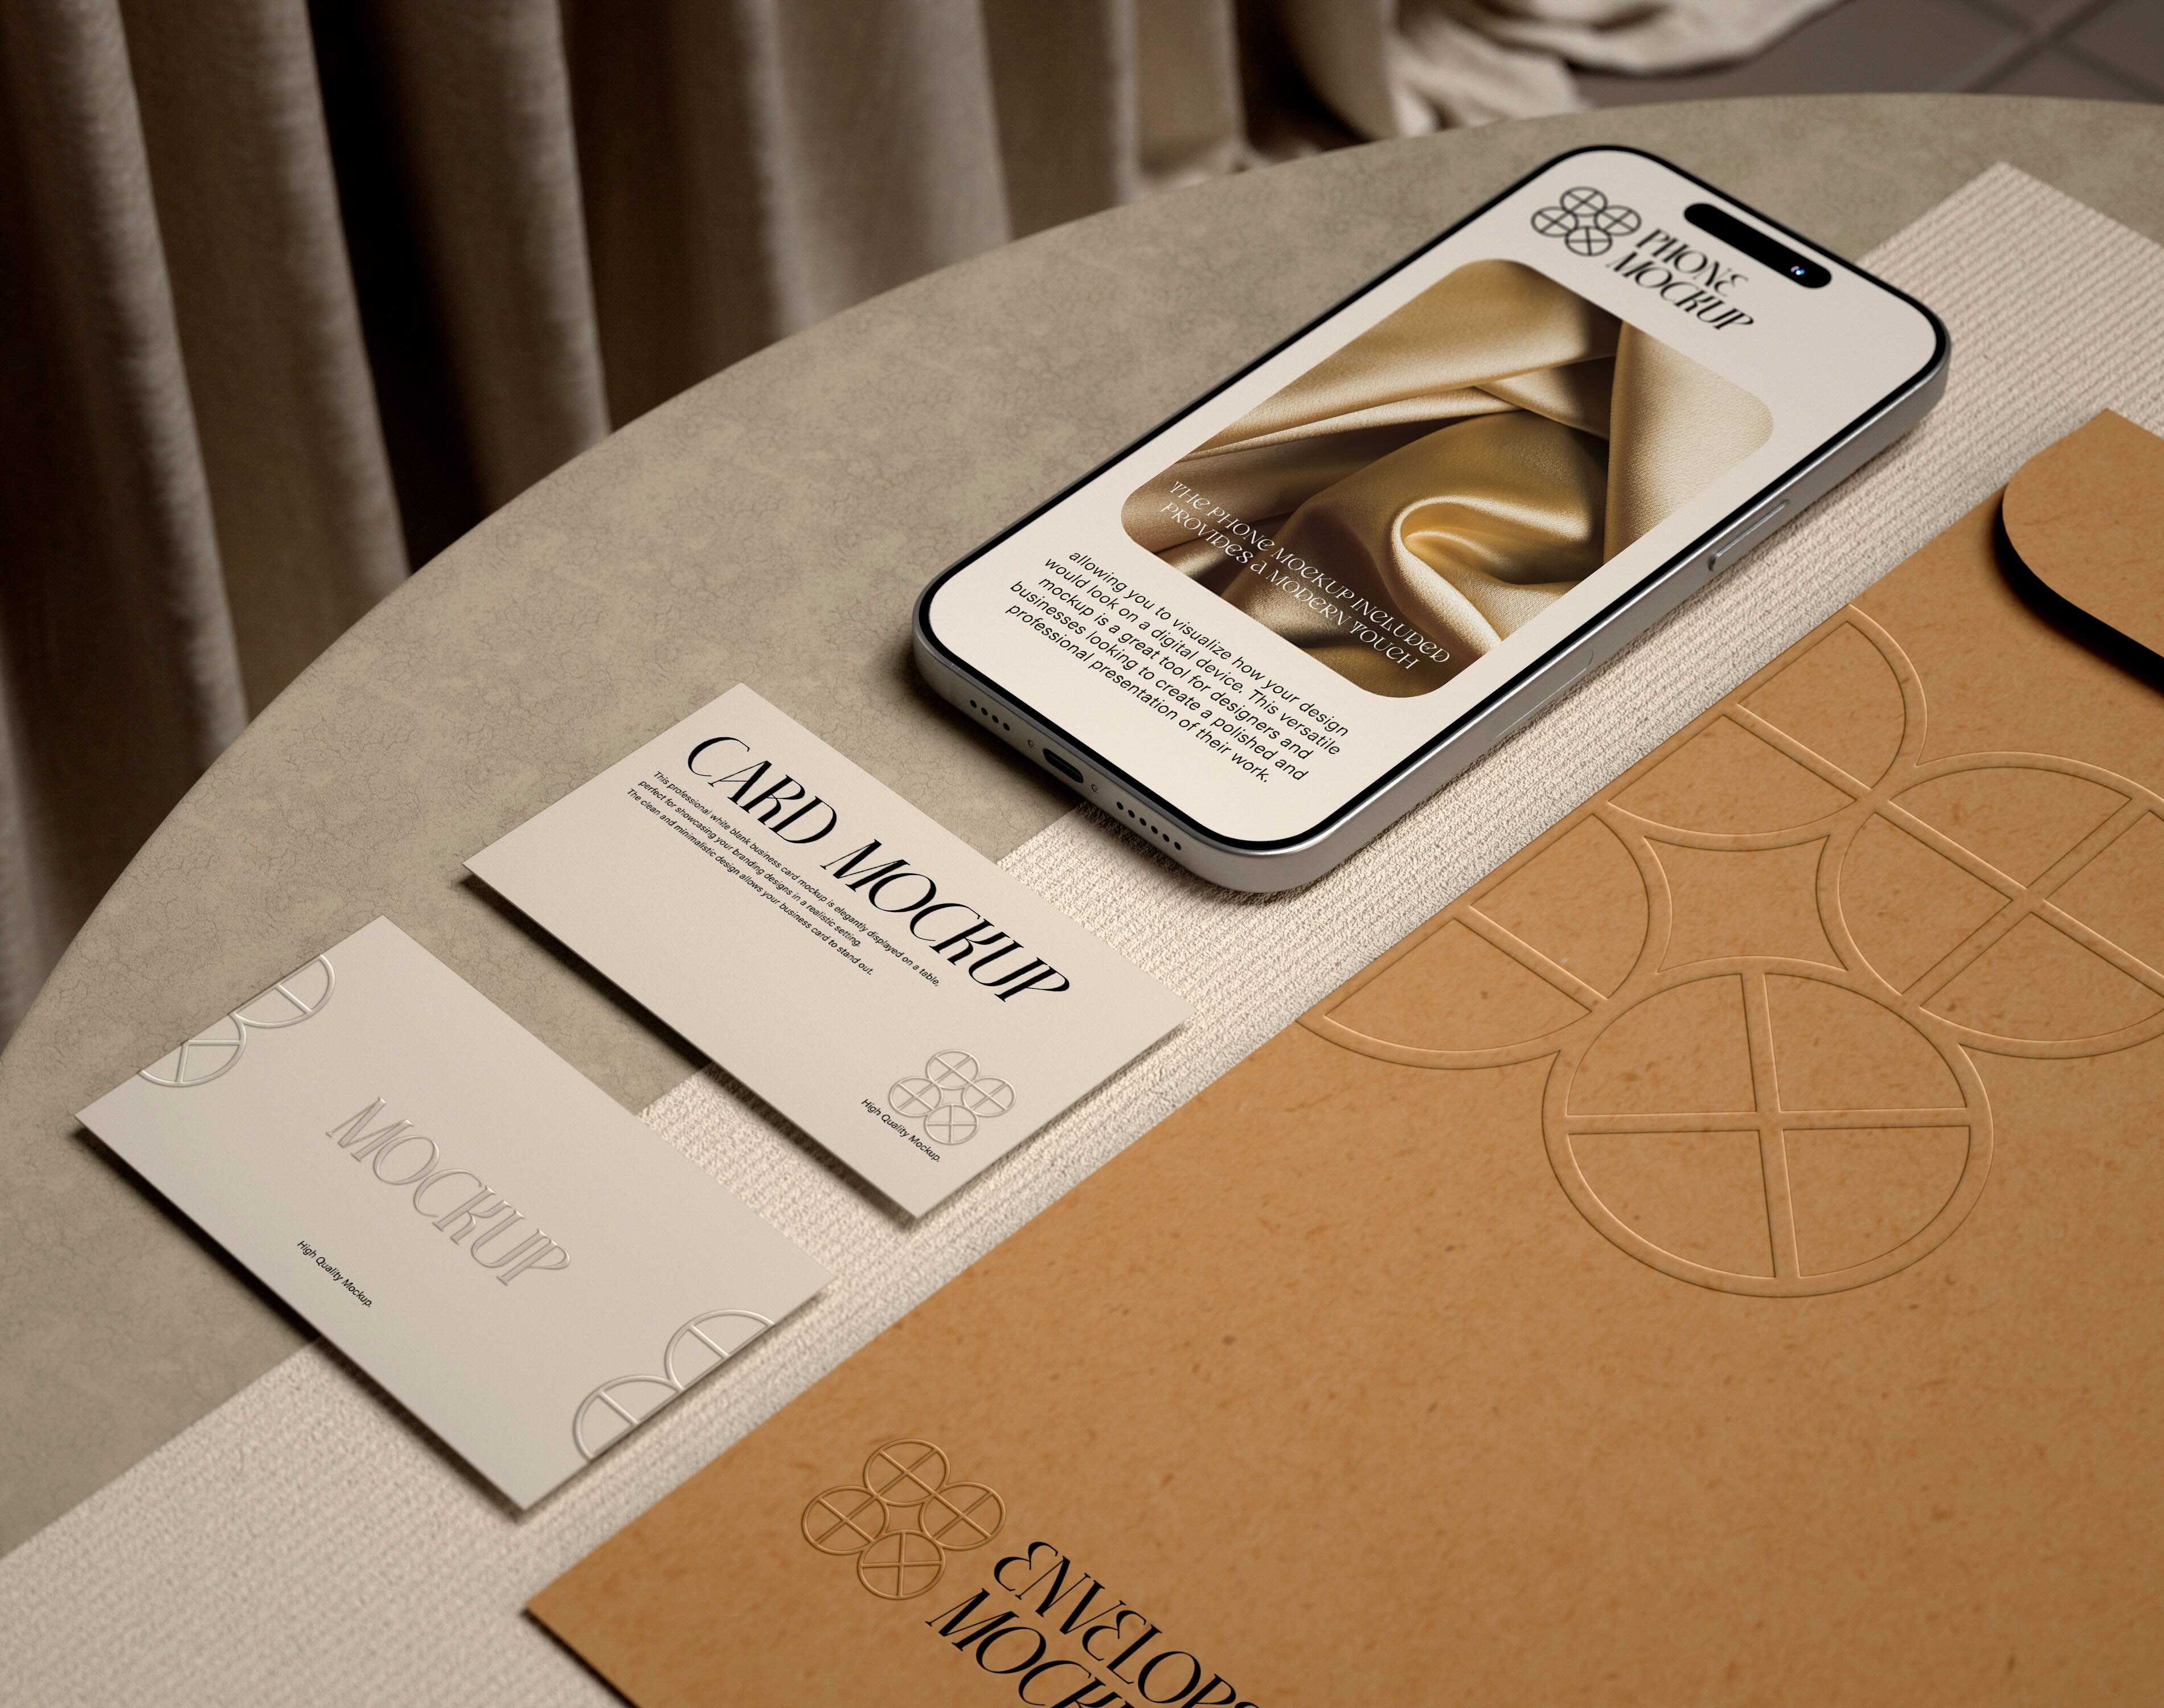 PHONE
MOCKUP
THE PHONE MOCKUP INCLUDED
PROVIDES A MODERN TOUCH
allowing you to visualize how your design
would look on a digital device. This versatile
mockup is a great tool for designers and
businesses looking to create a polished and
professional presentation of their work.
CARD MOCKUP
This professional white blank business card mockup is elegantly displayed on a table,
perfect for showcasing your branding designs in a realistic setting.
The clean and minimalistic design allows your business card to stand out.
High Quality Mockup.
MOCKUP
High Quality Mockup.
ENVELOPE